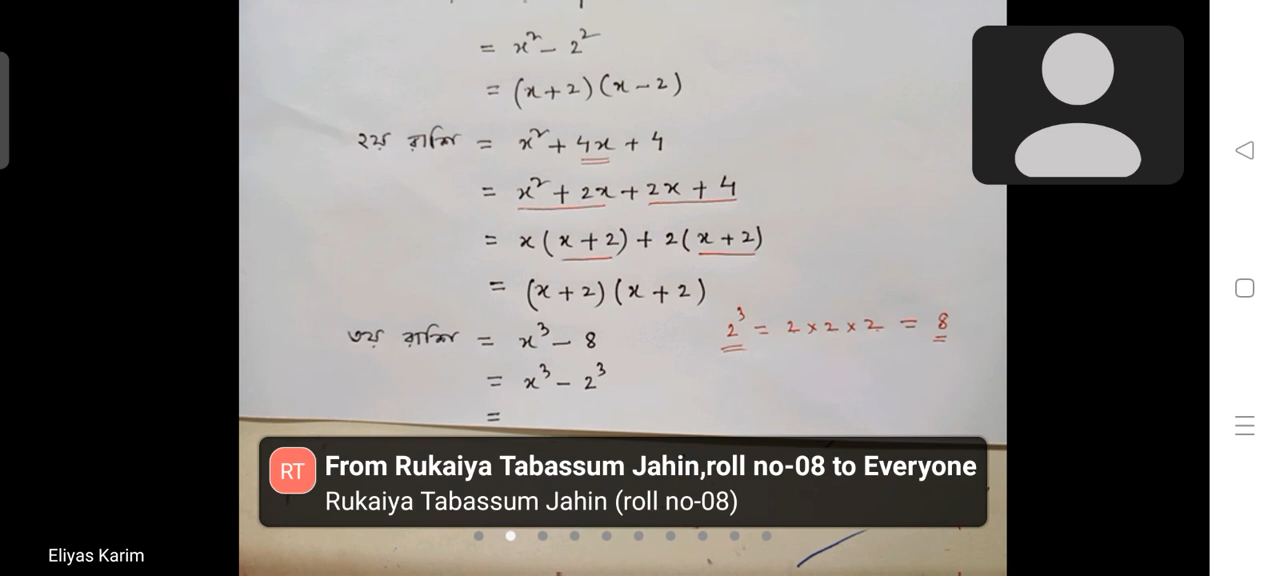 = x² - 2²
= (x+2)(x-2)
২য় রাশি = x² + 4x + 4
= x² + 2x + 2x + 4
= x(x+2) + 2(x+2)
= (x+2)(x+2)
৩য় রাশি = x³ - 8
2³ = 2×2×2 = 8
= x³ - 2³
=
RT
From Rukaiya Tabassum Jahin,roll no-08 to Everyone
Rukaiya Tabassum Jahin (roll no-08)
Eliyas Karim